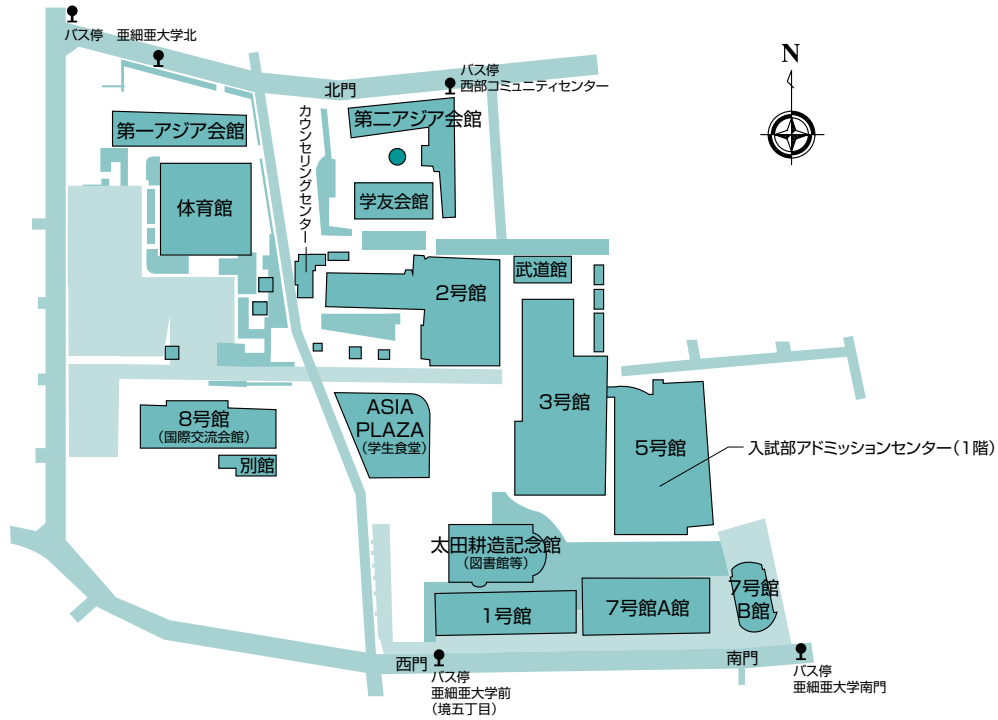 バス停 亜細亜大学北
北門
バス停
西部コミュニティセンター
N
第一アジア会館
第二アジア会館
カウンセリングセンター
体育館
学友会館
2号館
武道館
3号館
ASIA
PLAZA
(学生食堂)
8号館
(国際交流会館)
別館
5号館
入試部アドミッションセンター(1階)
太田耕造記念館
(図書館等)
1号館
7号館A館
7号館
B館
西門
バス停
亜細亜大学前
(境五丁目)
南門
バス停
亜細亜大学南門